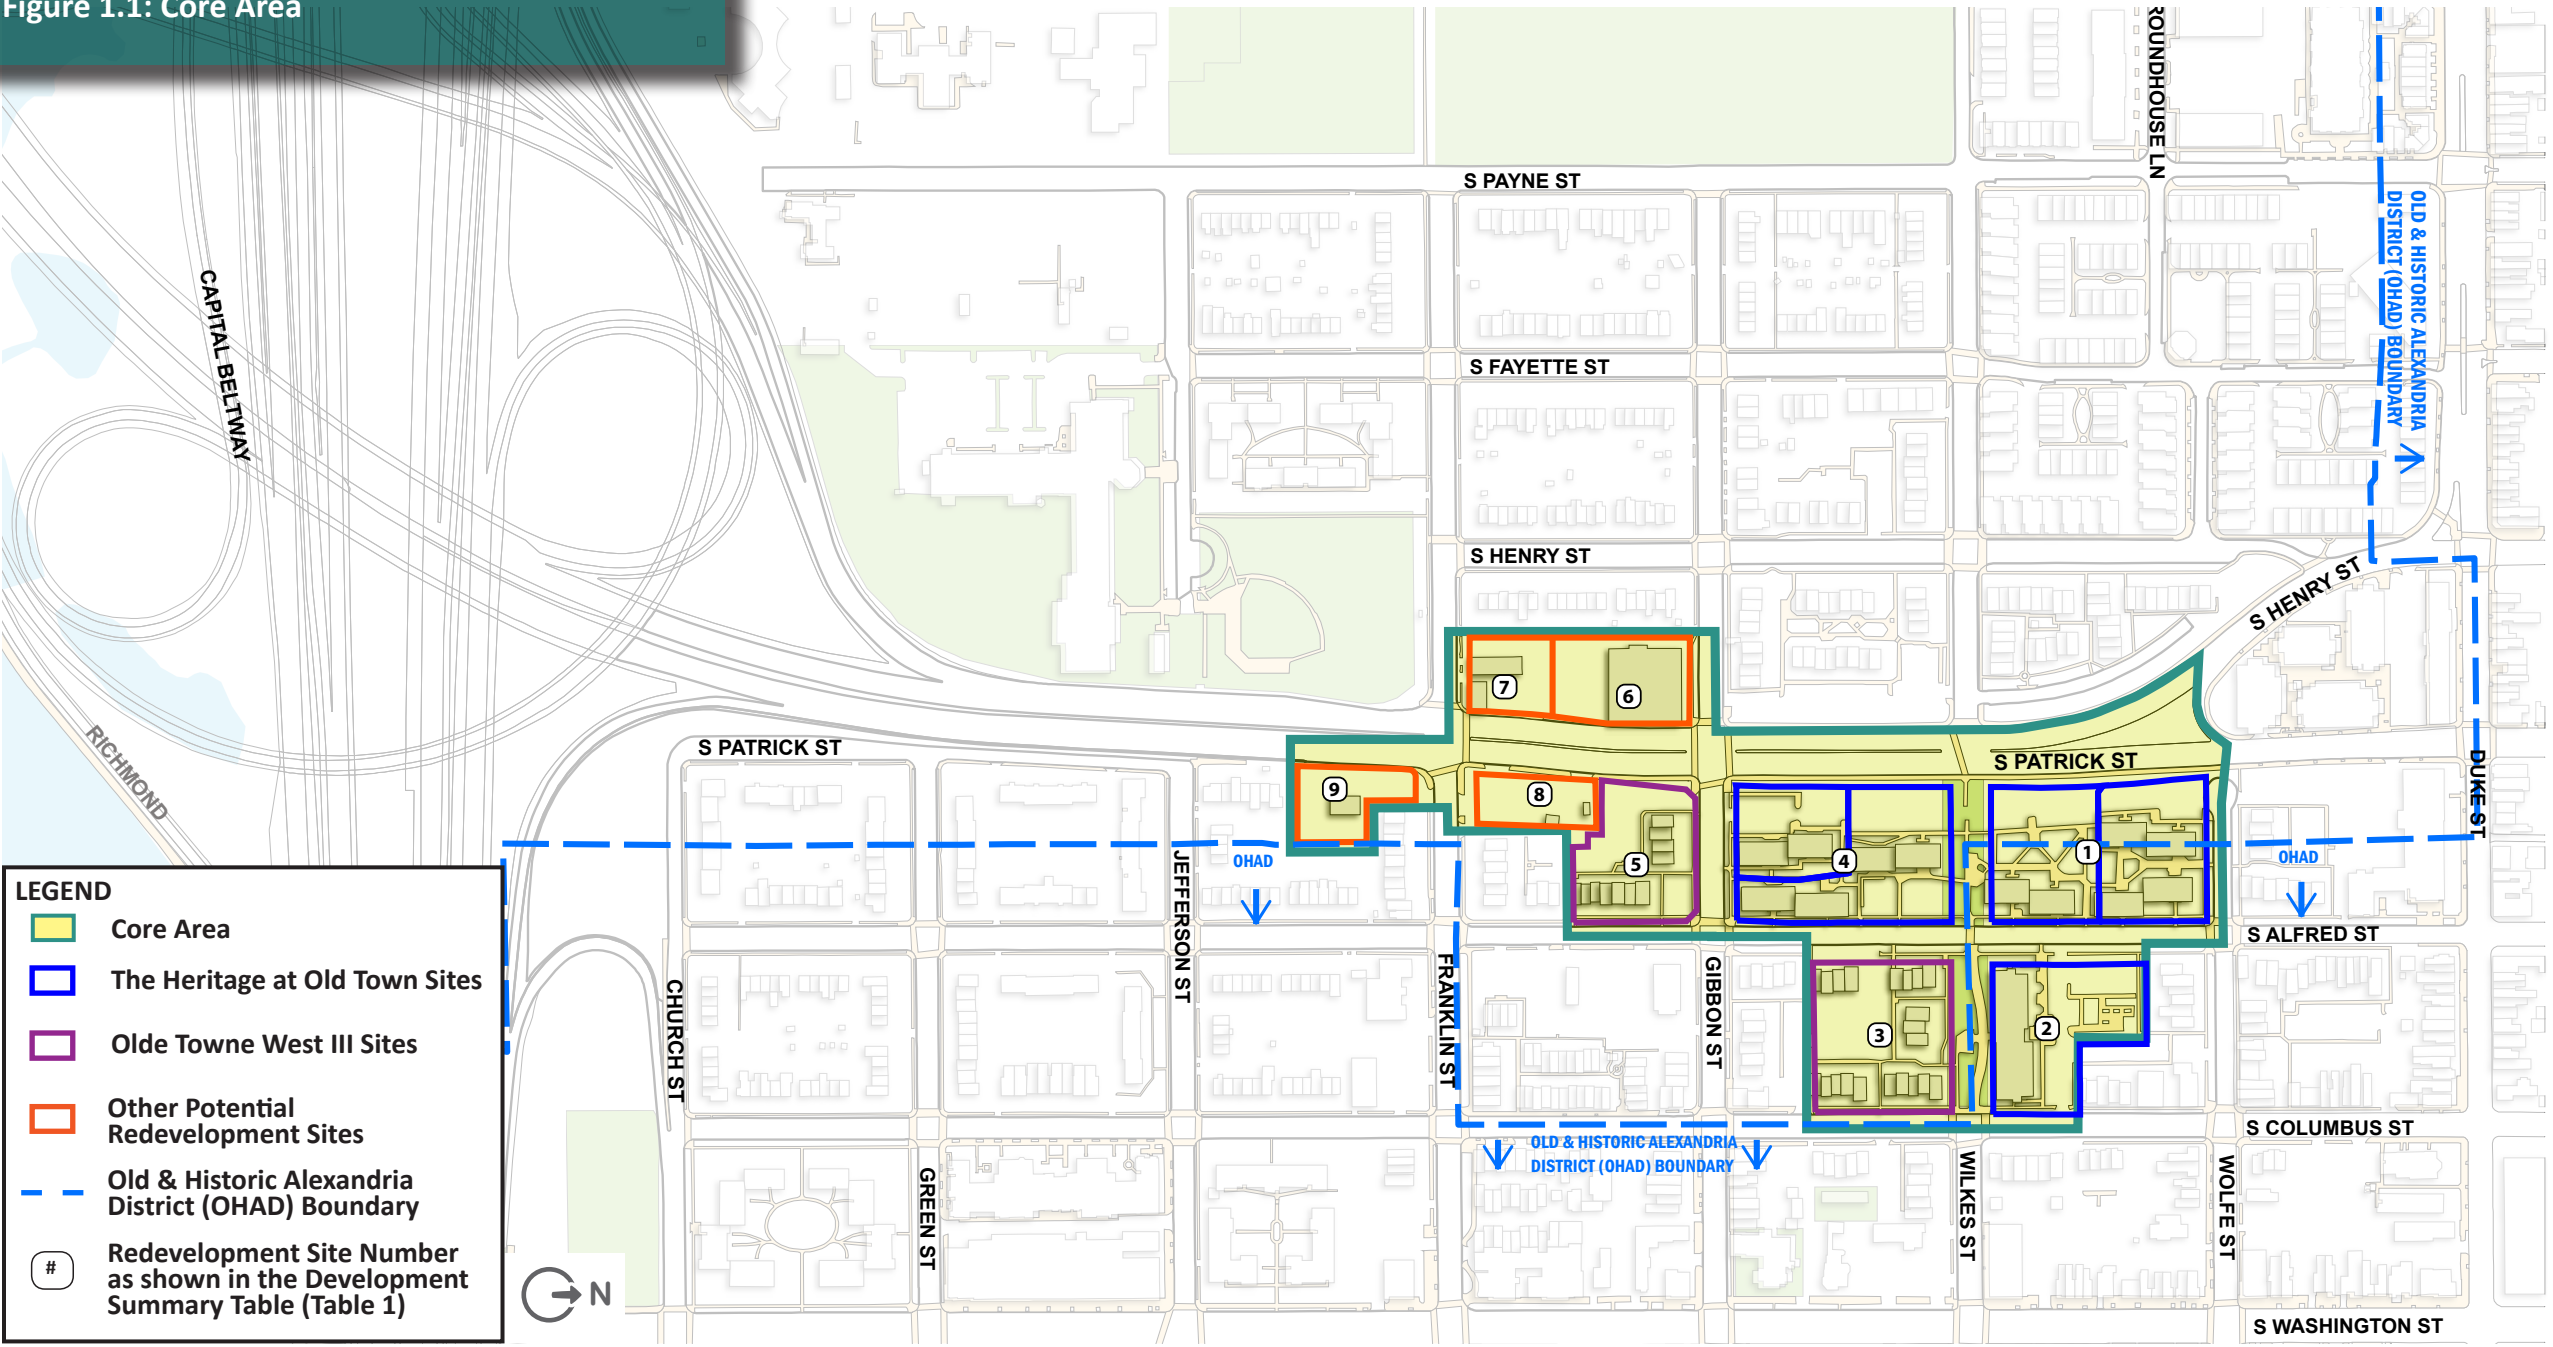 Figure 1.1: Core Area
ROUNDHOUSE LN
S PAYNE ST
OLD & HISTORIC ALEXANDRIA
DISTRICT (OHAD) BOUNDARY
CAPITAL BELTWAY
S FAYETTE ST
S HENRY ST
S HENRY ST
7
6
S PATRICK ST
S PATRICK ST
RICHMOND
DUKE ST
9
8
5
4
1
OHAD
OHAD
JEFFERSON ST
S ALFRED ST
FRANKLIN ST
GIBBON ST
CHURCH ST
3
2
S COLUMBUS ST
OLD & HISTORIC ALEXANDRIA
DISTRICT (OHAD) BOUNDARY
GREEN ST
WILKES ST
WOLFE ST
S WASHINGTON ST
N
LEGEND
Core Area
The Heritage at Old Town Sites
Olde Towne West III Sites
Other Potential
Redevelopment Sites
Old & Historic Alexandria
District (OHAD) Boundary
#
Redevelopment Site Number
as shown in the Development
Summary Table (Table 1)